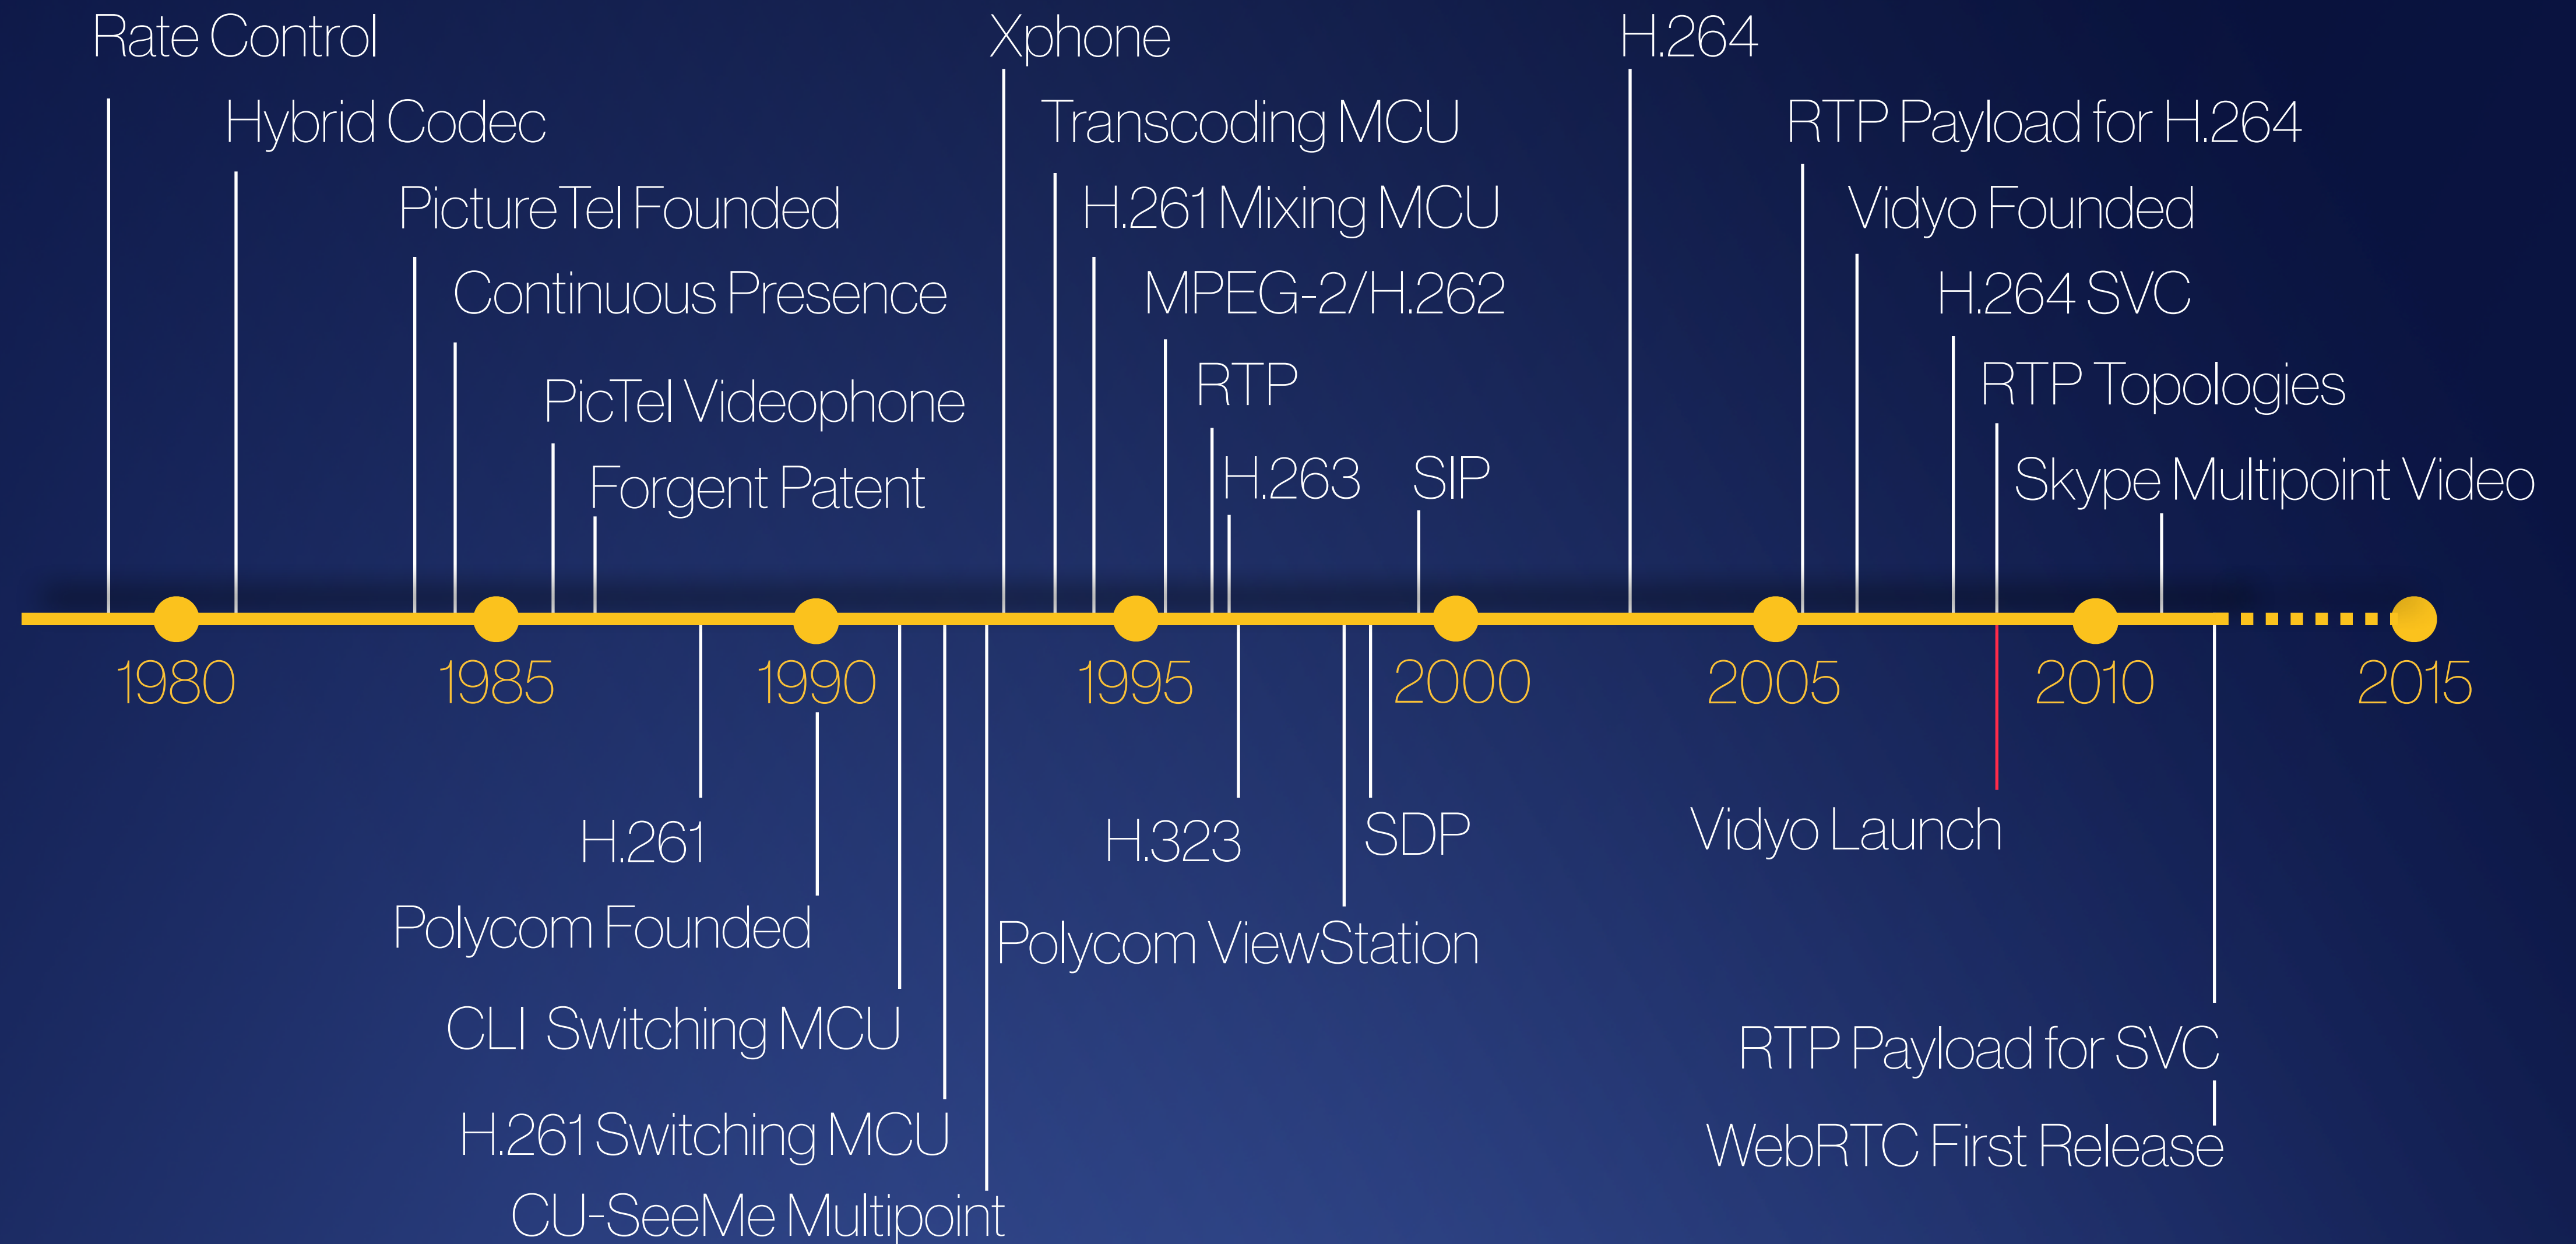 Rate Control
Xphone
H.264
Hybrid Codec
Transcoding MCU
RTP Payload for H.264
PictureTel Founded
H.261 Mixing MCU
Vidyo Founded
Continuous Presence
MPEG-2/H.262
H.264 SVC
RTP
RTP Topologies
PicTel Videophone
H.263
SIP
Skype Multipoint Video
Forgent Patent
1980
1985
1990
1995
2000
2005
2010
2015
H.261
H.323
SDP
Vidyo Launch
Polycom Founded
Polycom ViewStation
CLI Switching MCU
RTP Payload for SVC
H.261 Switching MCU
WebRTC First Release
CU-SeeMe Multipoint